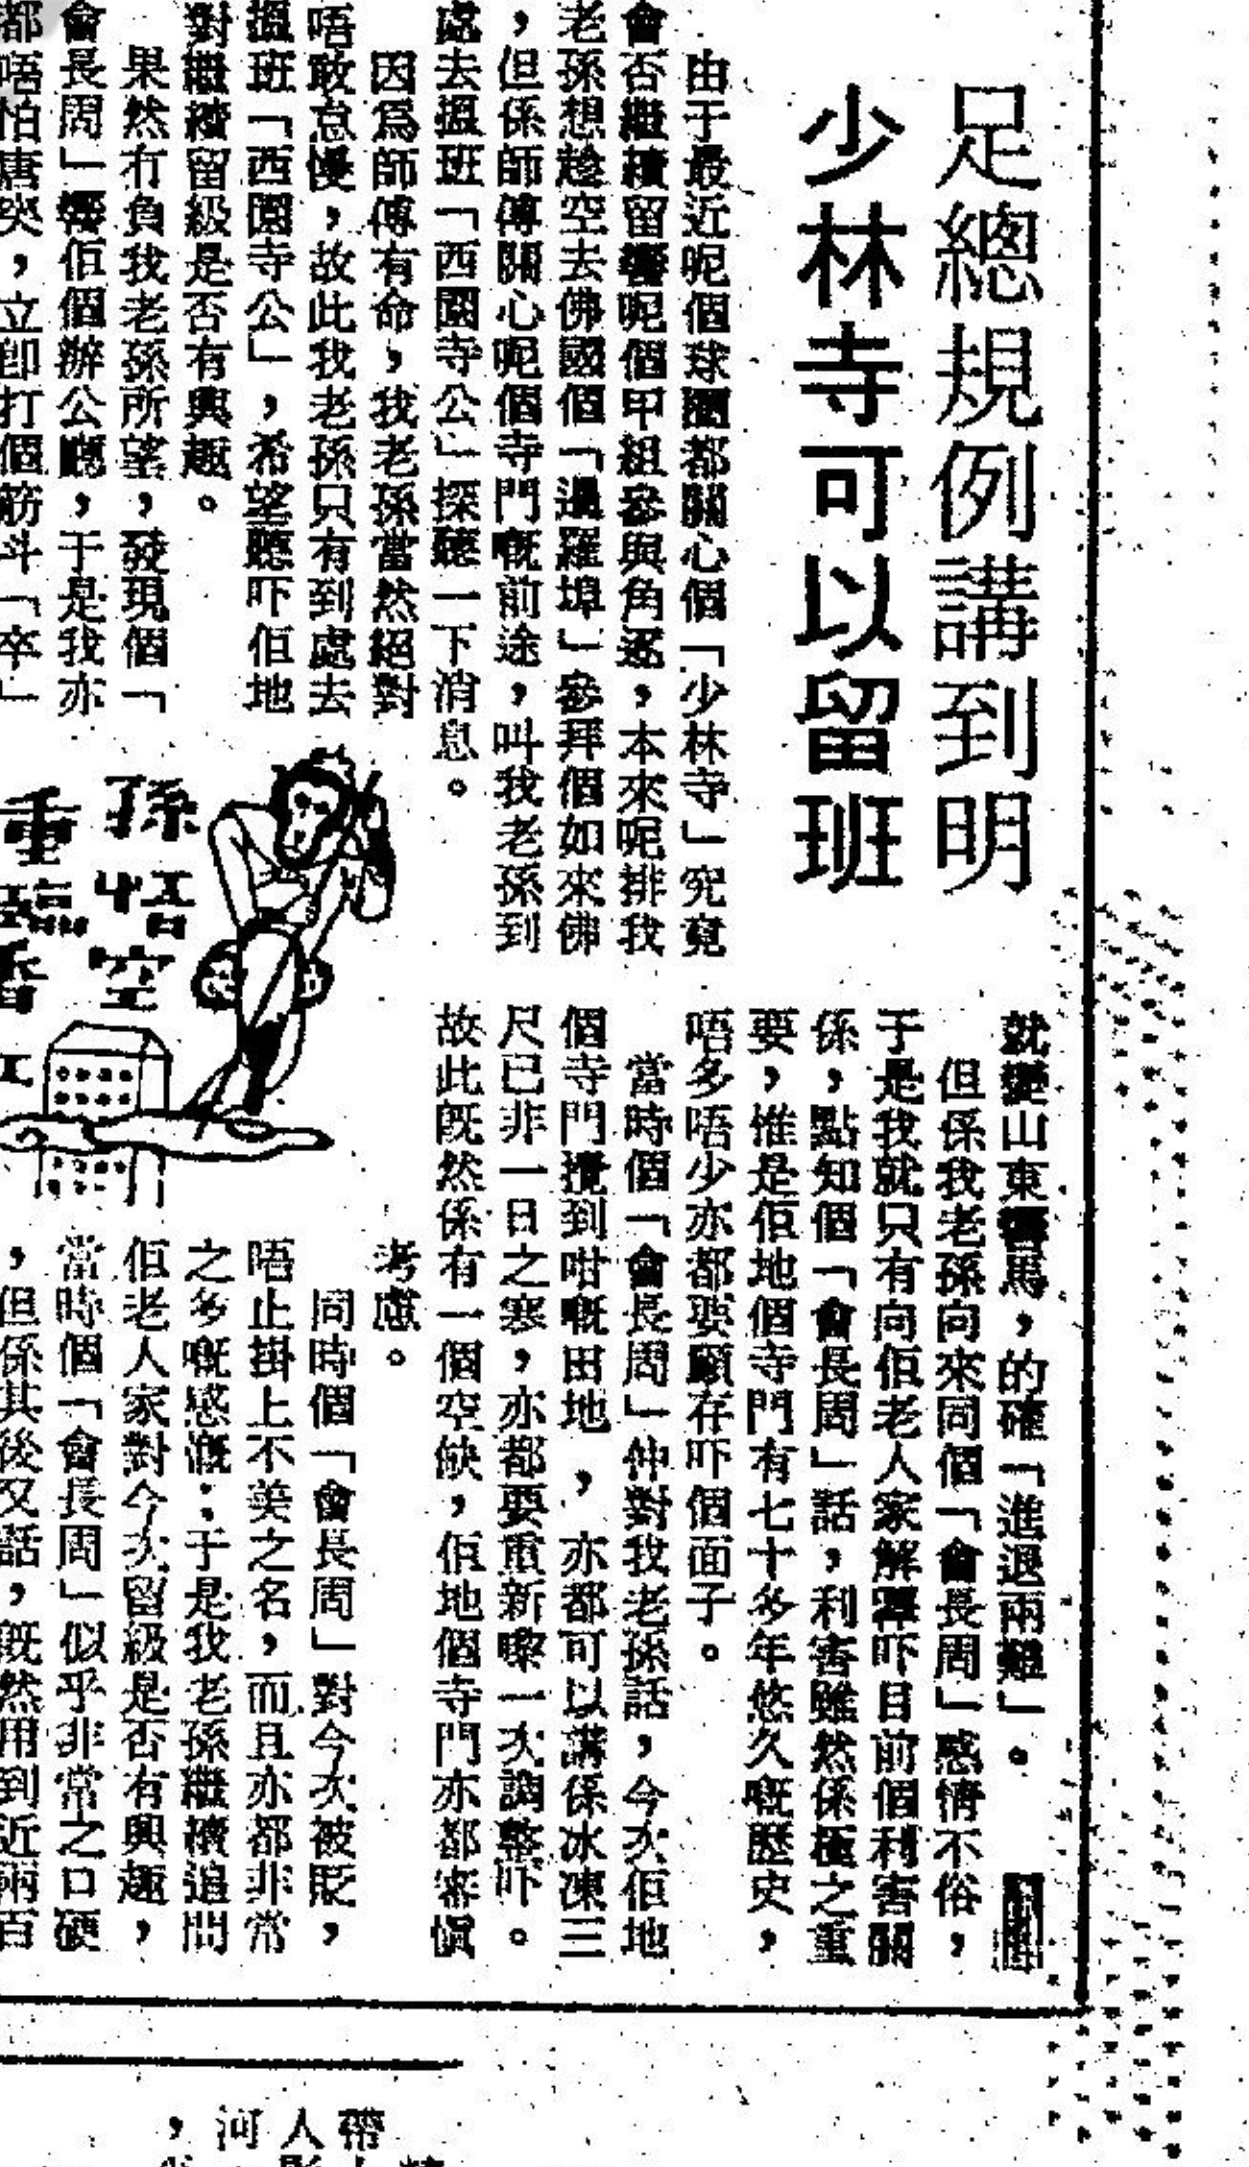 足總規例講到明
少林寺可以留班
由于最近呢個球圈都關心個「少林寺」究竟
會否繼續留響呢個甲組參與角逐，本來呢排我
老孫想趁空去佛國個「暹羅埠」參拜個如來佛
，但係師傅關心呢個寺門嘅前途，叫我老孫到
處去搵班「西園寺公」探聽一下消息。
因爲師傅有命，我老孫當然絕對
唔敢怠慢，故此我老孫只有到處去
搵班「西園寺公」，希望聽吓佢地
對繼續留級是否有興趣。
果然冇負我老孫所望，發現個「
會長周」響佢個辦公廳，于是我亦
都唔怕唐突，立卽打個筋斗「卒」
孫悟空
重臨香江
就變山東響馬，的確「進退兩難」。
但係我老孫向來同個「會長周」感情不俗，
于是我就只有向佢老人家解釋吓目前個利害關
係，點知個「會長周」話，利害雖然係極之重
要，惟是佢地個寺門有七十多年悠久嘅歷史，
唔多唔少亦都要顧存吓個面子。
當時個「會長周」仲對我老孫話，今次佢地
個寺門攪到咁嘅田地，亦都可以講係冰凍三
尺已非一日之寒，亦都要重新嚟一次調整吓。
故此旣然係有一個空缺，佢地個寺門亦都審愼
考慮。
同時個「會長周」對今次被貶，
唔止掛上不美之名，而且亦都非常
之多嘅感慨；于是我老孫繼續追問
佢老人家對今次留級是否有興趣，
當時個「會長周」似乎非常之口硬
，但係其後又話，旣然用到近兩百
帶人河，